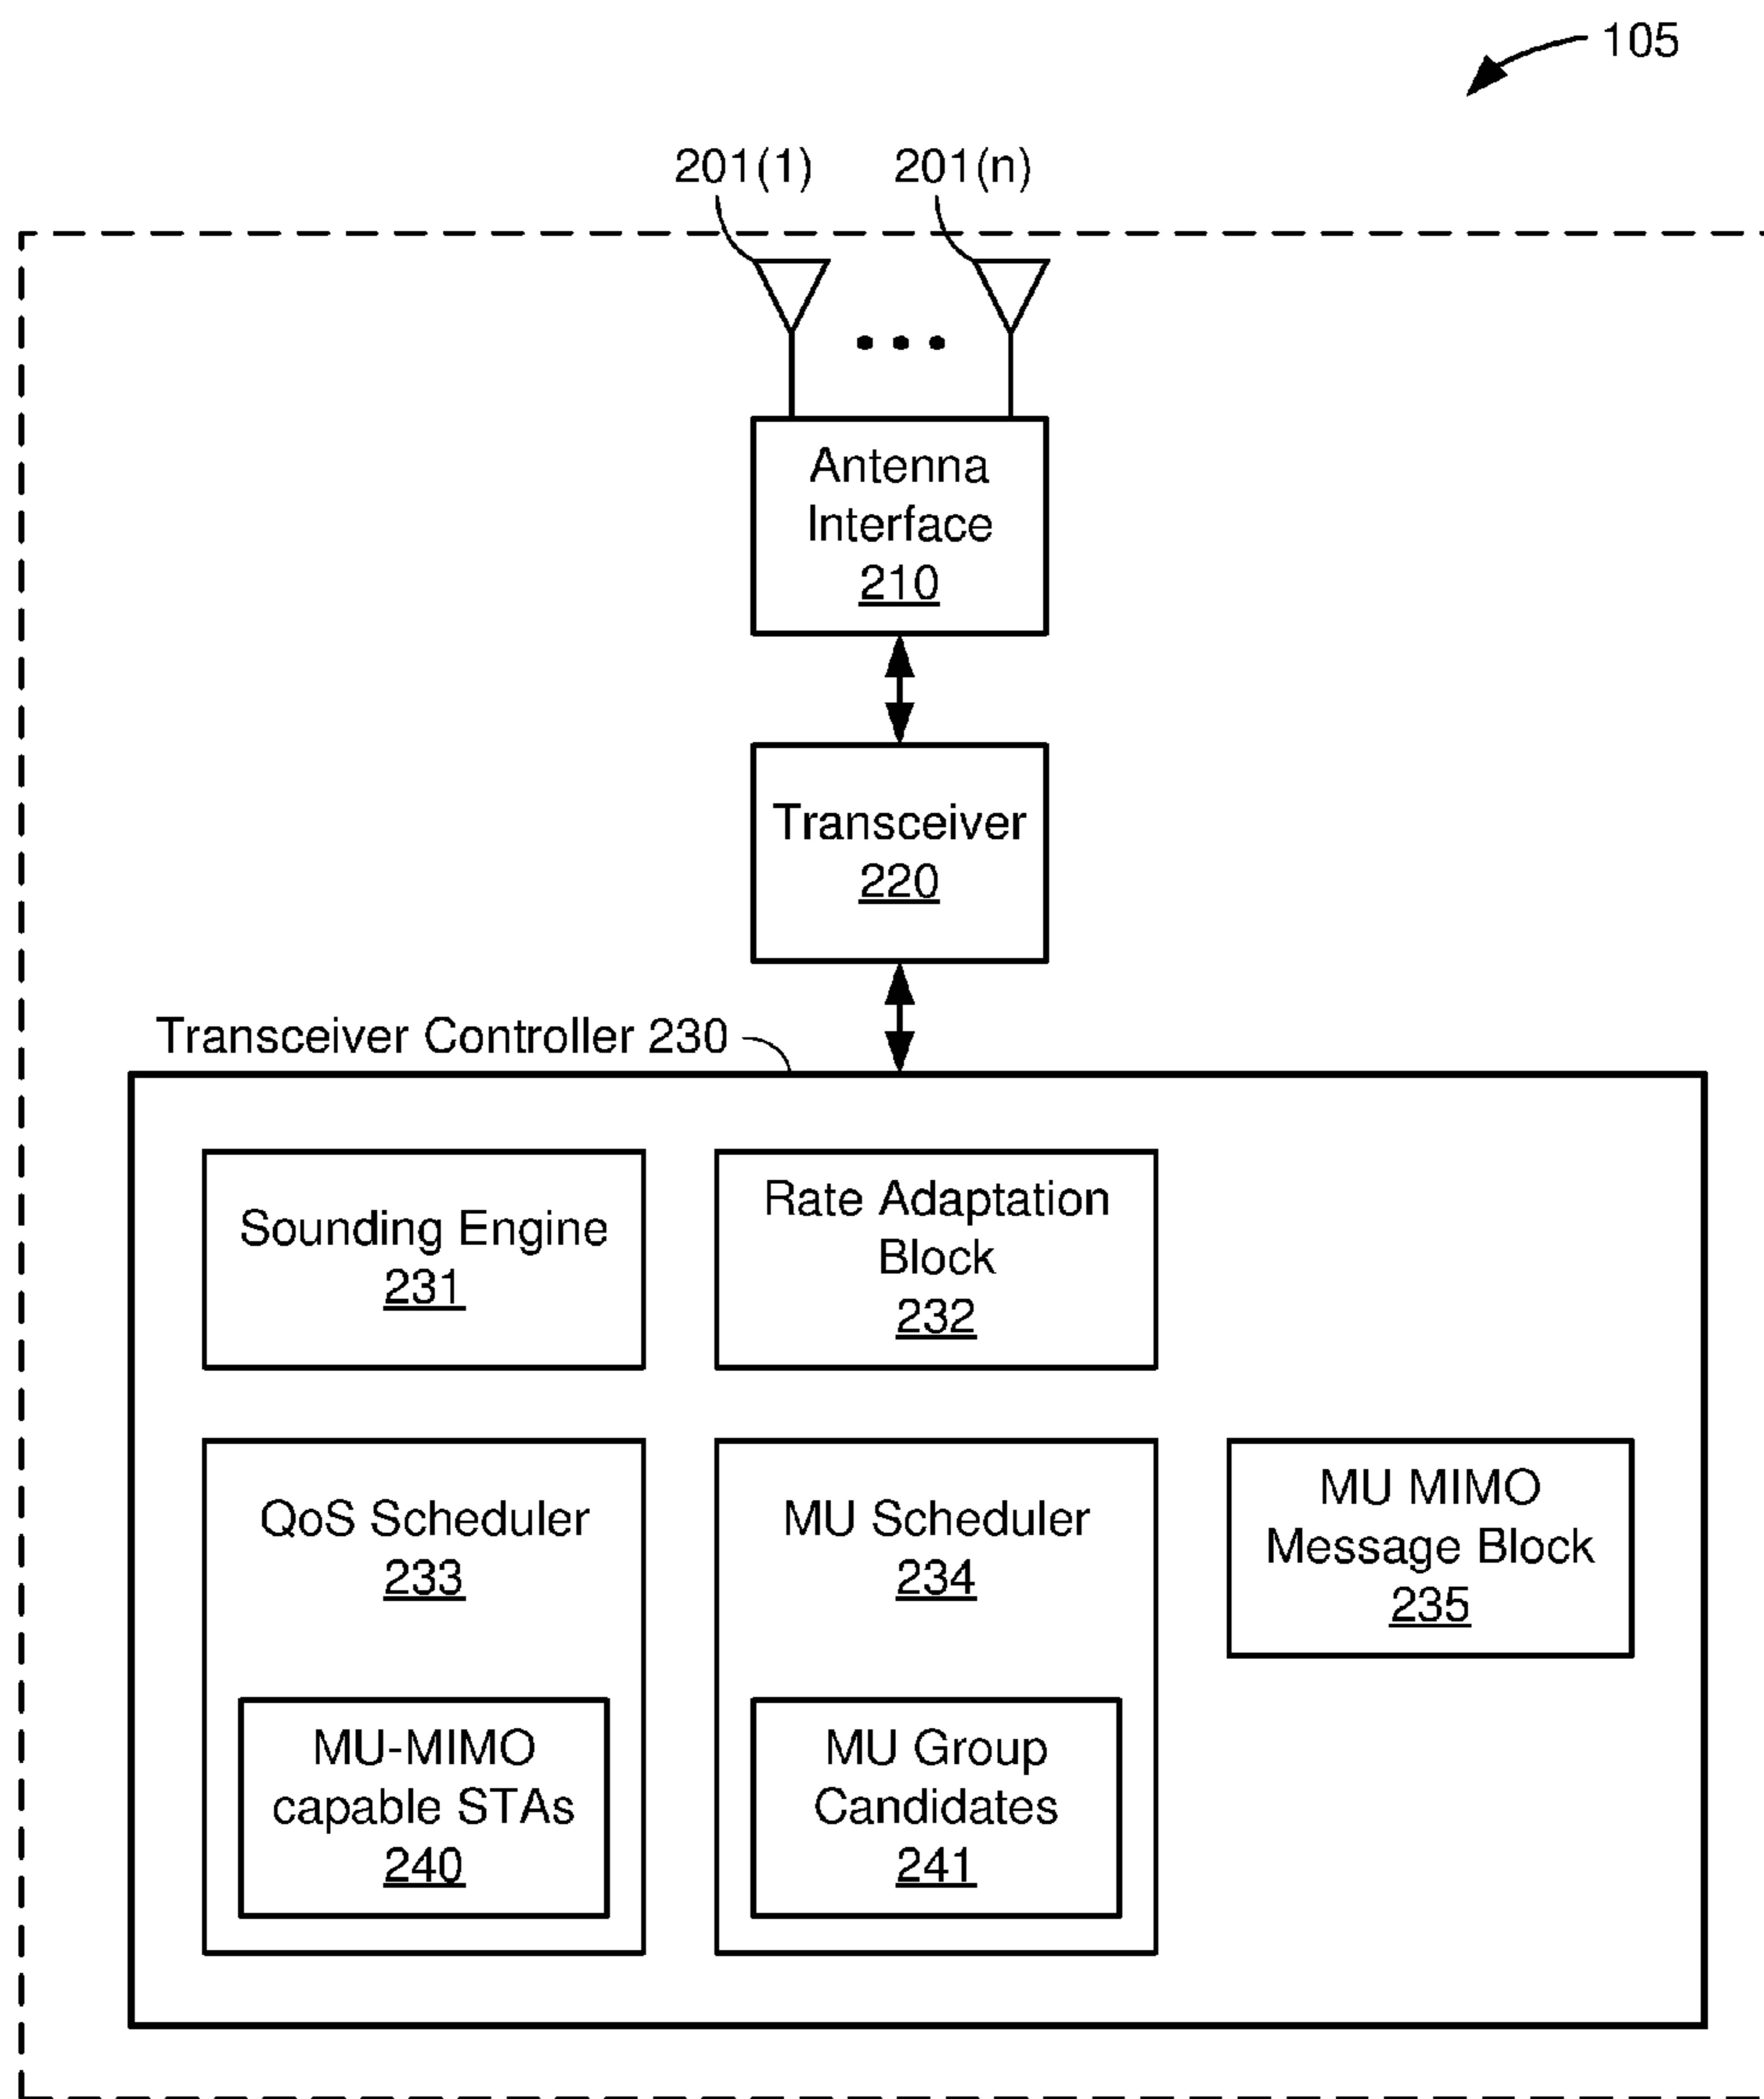 105
201(1) 201(n)
Antenna
Interface
210
Transceiver
220
Transceiver Controller 230
Sounding Engine
231
Rate Adaptation
Block
232
QoS Scheduler
233
MU-MIMO
capable STAs
240
MU Scheduler
234
MU Group
Candidates
241
MU MIMO
Message Block
235